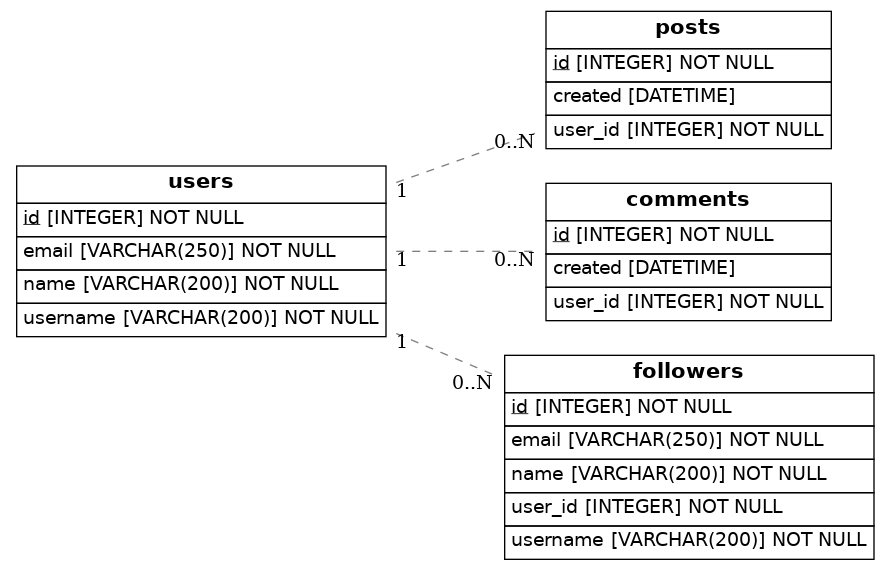 users
id [INTEGER] NOT NULL
email [VARCHAR(250)] NOT NULL
name [VARCHAR(200)] NOT NULL
username [VARCHAR(200)] NOT NULL
1
0..N
1
0..N
1
0..N
posts
id [INTEGER] NOT NULL
created [DATETIME]
user_id [INTEGER] NOT NULL
comments
id [INTEGER] NOT NULL
created [DATETIME]
user_id [INTEGER] NOT NULL
followers
id [INTEGER] NOT NULL
email [VARCHAR(250)] NOT NULL
name [VARCHAR(200)] NOT NULL
user_id [INTEGER] NOT NULL
username [VARCHAR(200)] NOT NULL